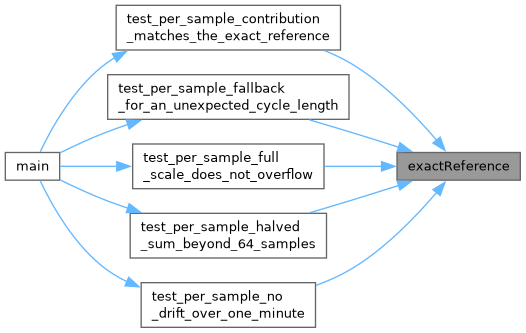 test_per_sample_contribution
_matches_the_exact_reference
test_per_sample_fallback
_for_an_unexpected_cycle_length
main
test_per_sample_full
_scale_does_not_overflow
exactReference
test_per_sample_halved
_sum_beyond_64_samples
test_per_sample_no
_drift_over_one_minute